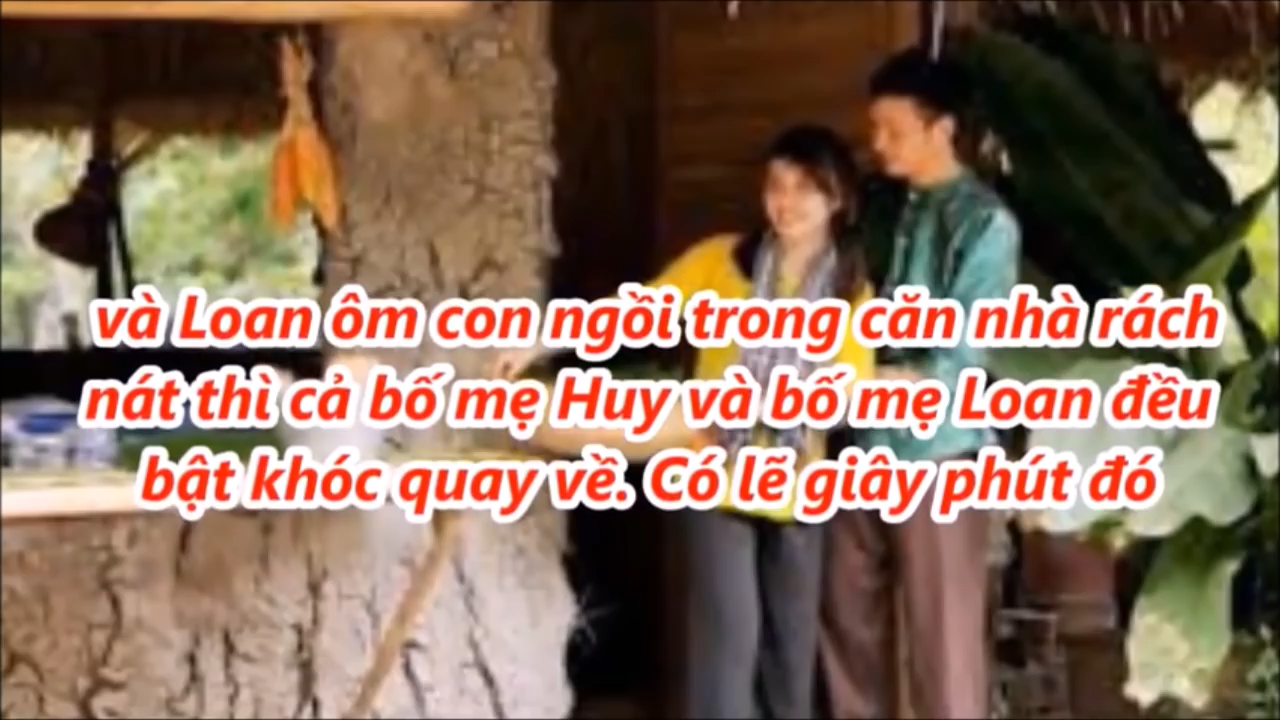 và Loan ôm con ngồi trong căn nhà rách
nát thì cả bố mẹ Huy và bố mẹ Loan đều
bật khóc quay về. Có lẽ giây phút đó